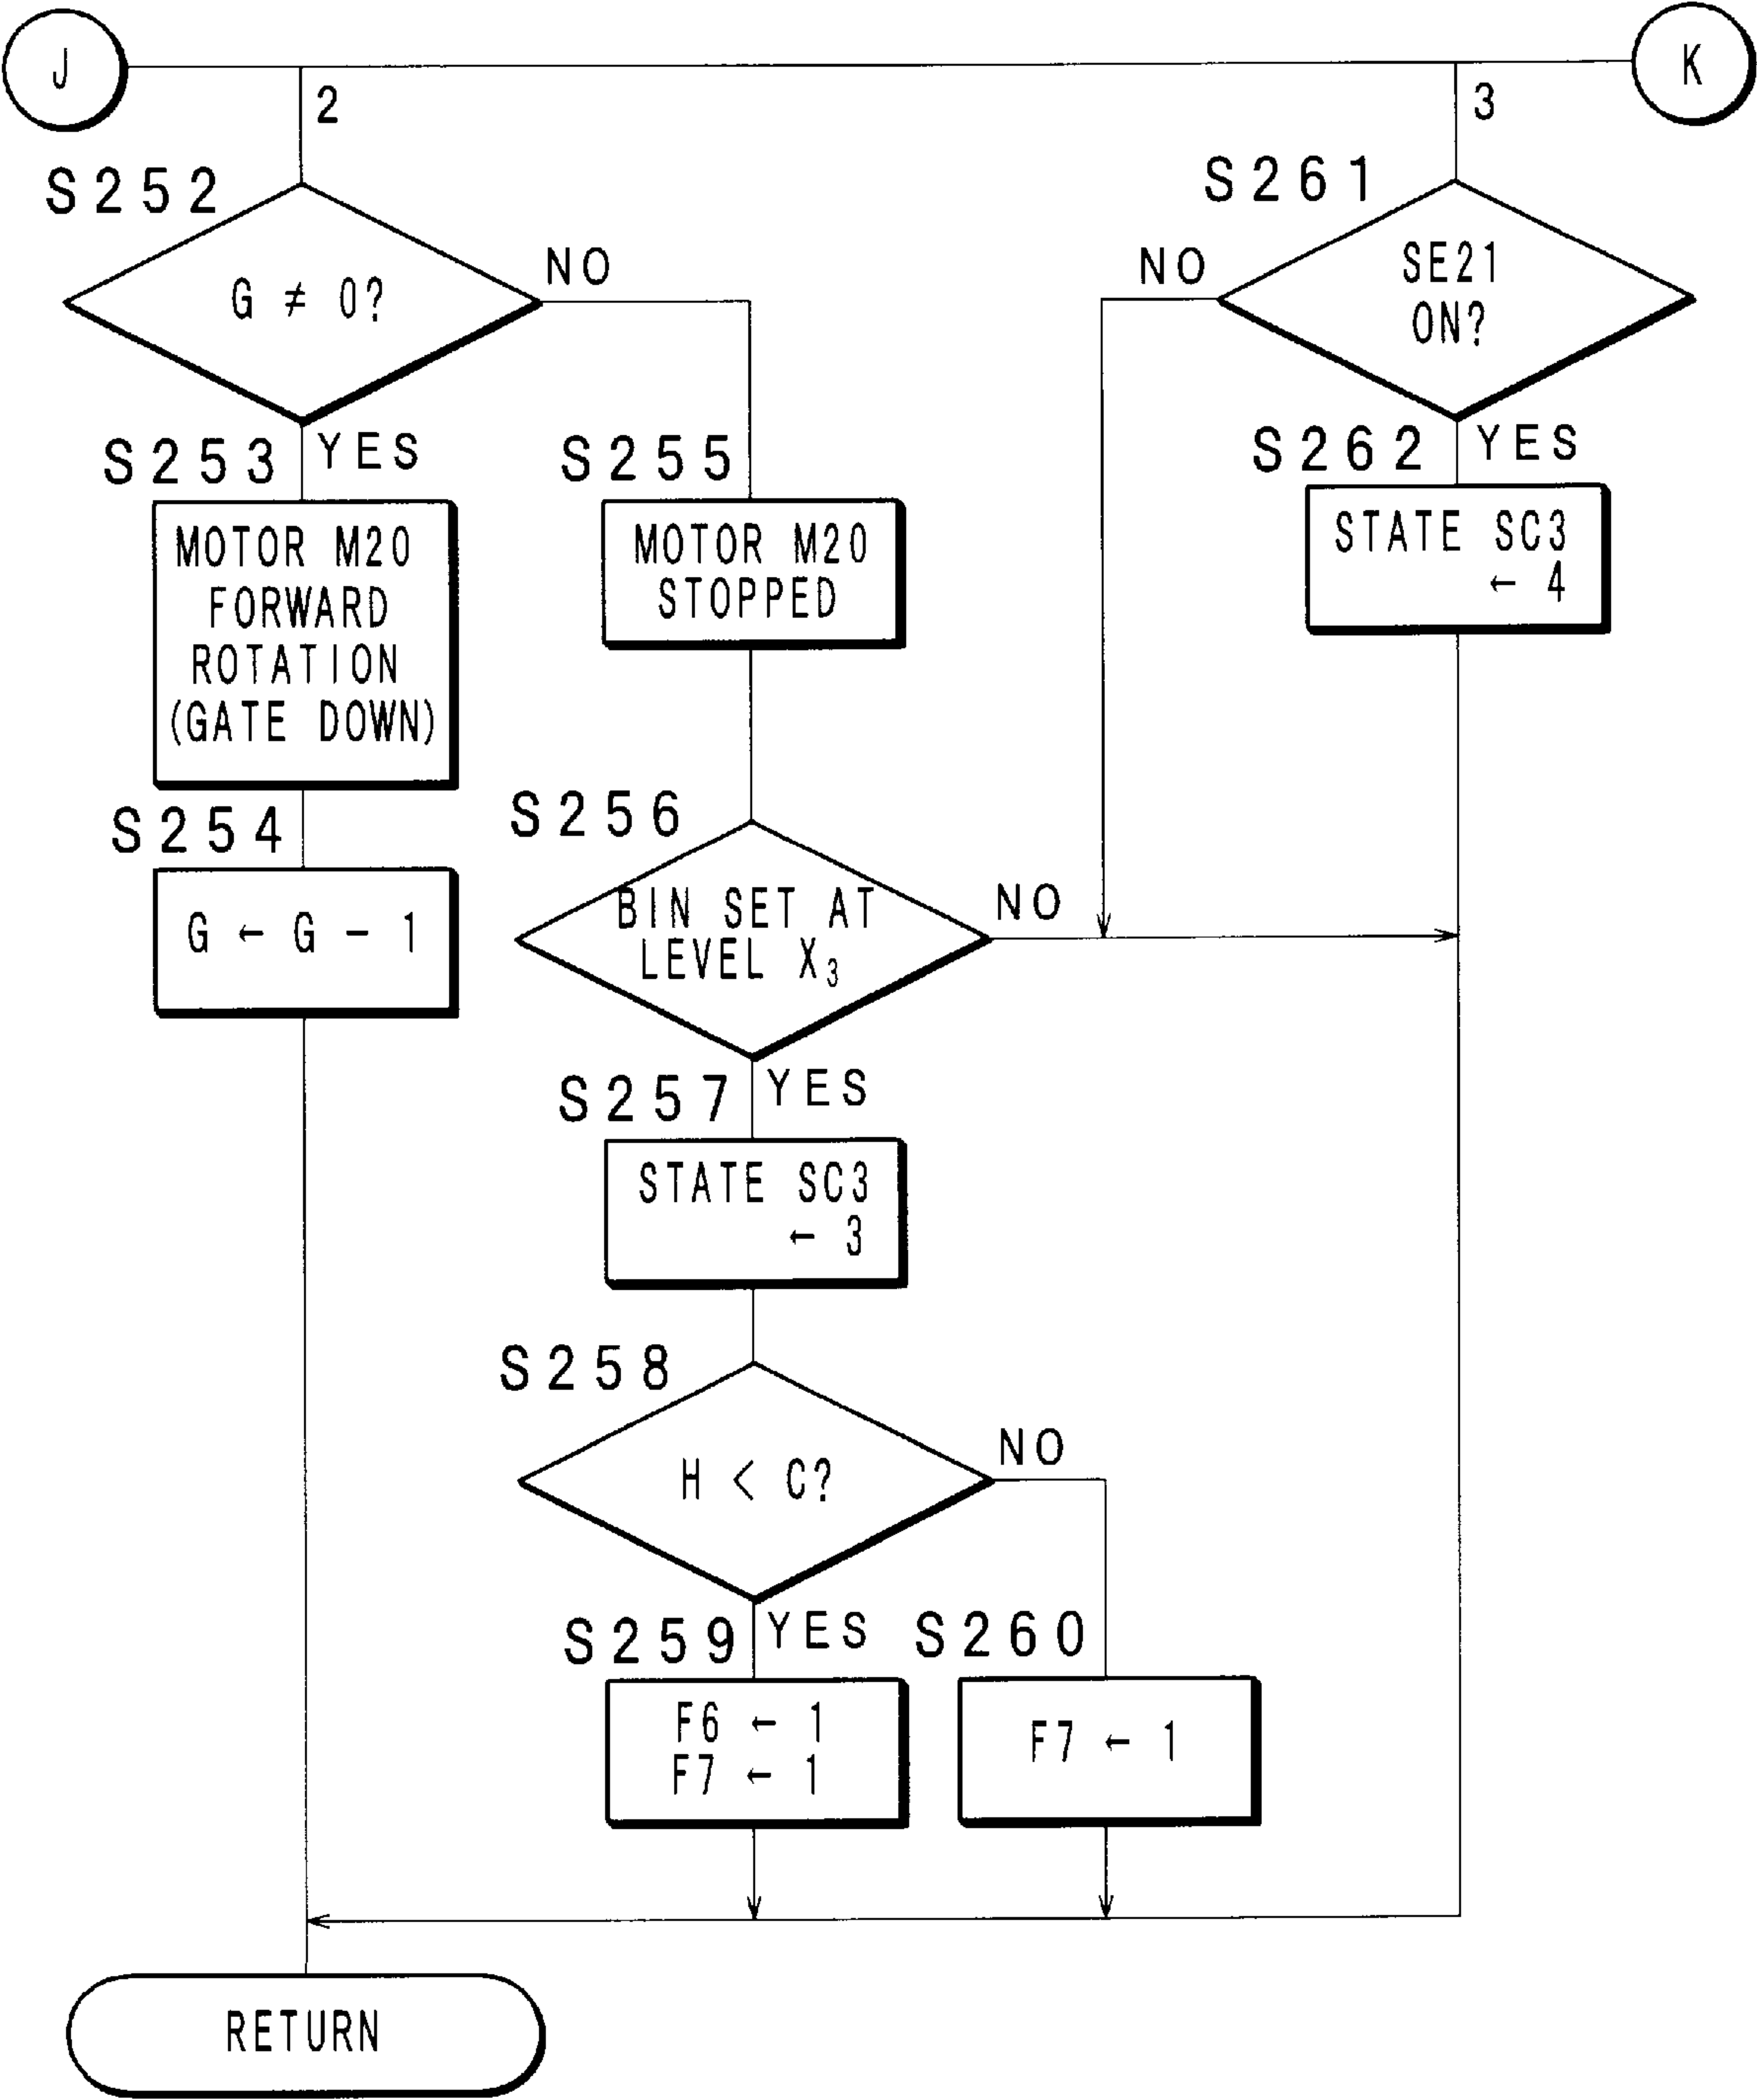 J
K
2
3
S252
S261
G ≠ 0?
NO
NO
SE21
ON?
S253
YES
S255
S262
YES
MOTOR M20
FORWARD
ROTATION
(GATE DOWN)
MOTOR M20
STOPPED
STATE SC3
← 4
S254
G ← G - 1
S256
BIN SET AT
LEVEL X₃
NO
S257
YES
STATE SC3
← 3
S258
H < C?
NO
S259
YES
S260
F6 ← 1
F7 ← 1
F7 ← 1
RETURN